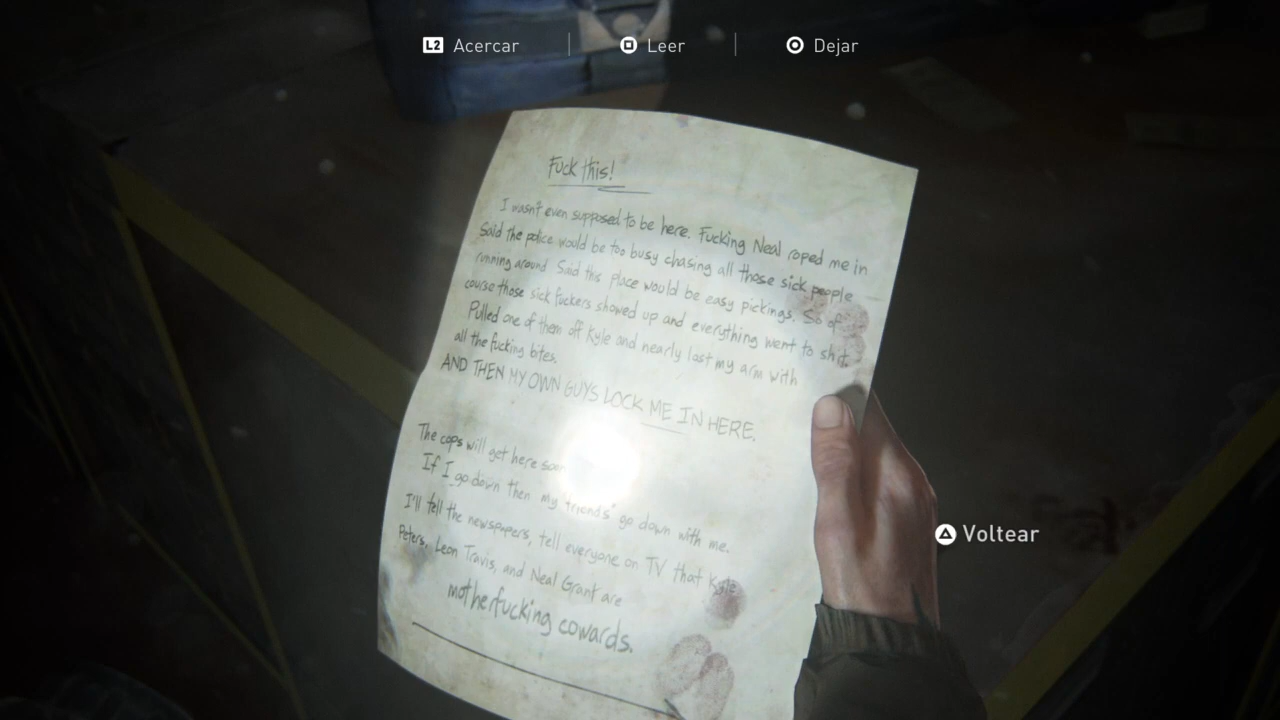 L2 Acercar
Leer
Dejar
Fuck this!
I wasn't even supposed to be here. Fucking Neal roped me in
Said the police would be too busy chasing all those sick people
running around. Said this place would be easy pickings. So of
course those sick fuckers showed up and everything went to shit.
Pulled one of them off Kyle and nearly lost my arm with
all the fucking bites.
AND THEN MY OWN GUYS LOCK ME IN HERE.
The cops will get here soon
If I go down then my "friends" go down with me.
I'll tell the newspapers, tell everyone on TV that Kyle
Peters, Leon Travis, and Neal Grant are
motherfucking cowards.
Voltear